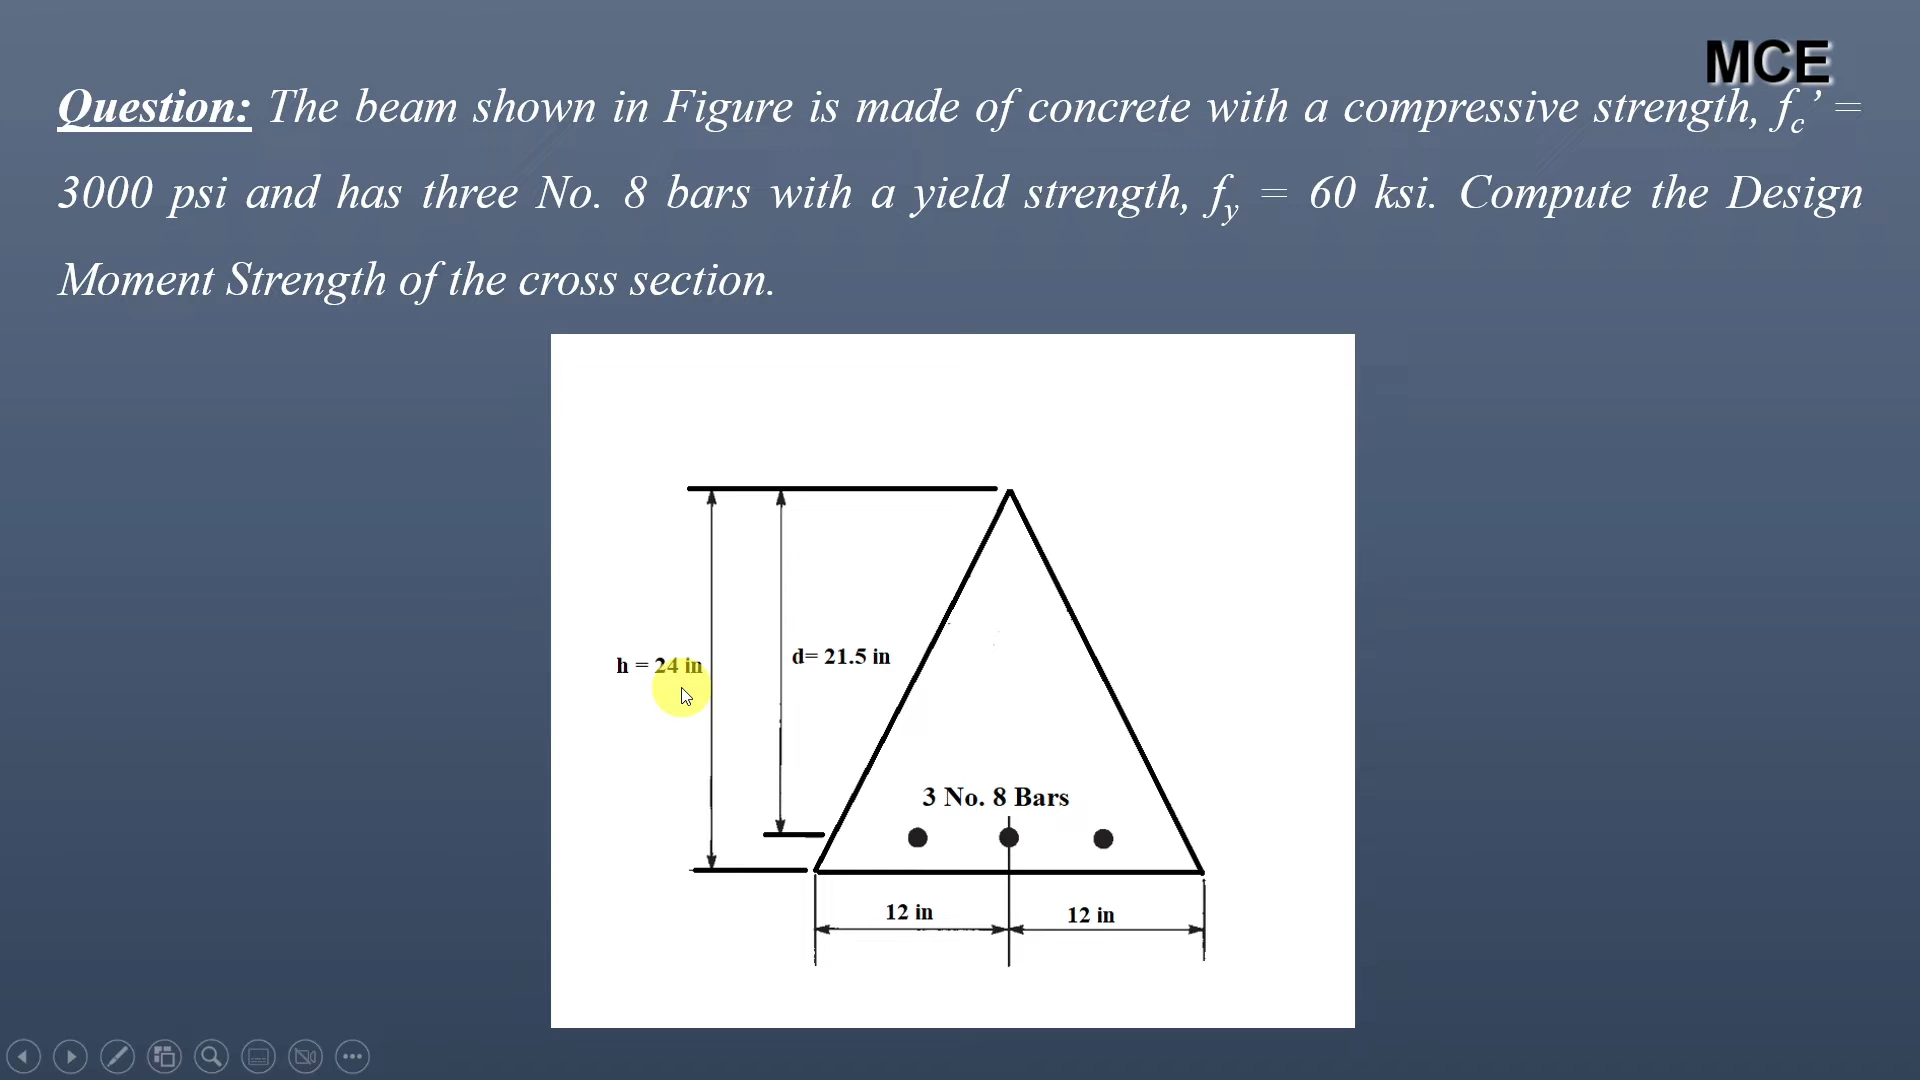 MCE
Question: The beam shown in Figure is made of concrete with a compressive strength, fc’ =
3000 psi and has three No. 8 bars with a yield strength, fy = 60 ksi. Compute the Design
Moment Strength of the cross section.
h = 24 in
d= 21.5 in
3 No. 8 Bars
12 in
12 in